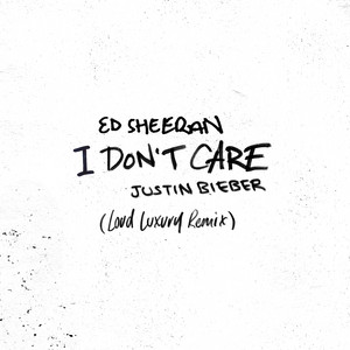 ED SHEERAN
I DON'T CARE
JUSTIN BIEBER
(Loud Luxury Remix)